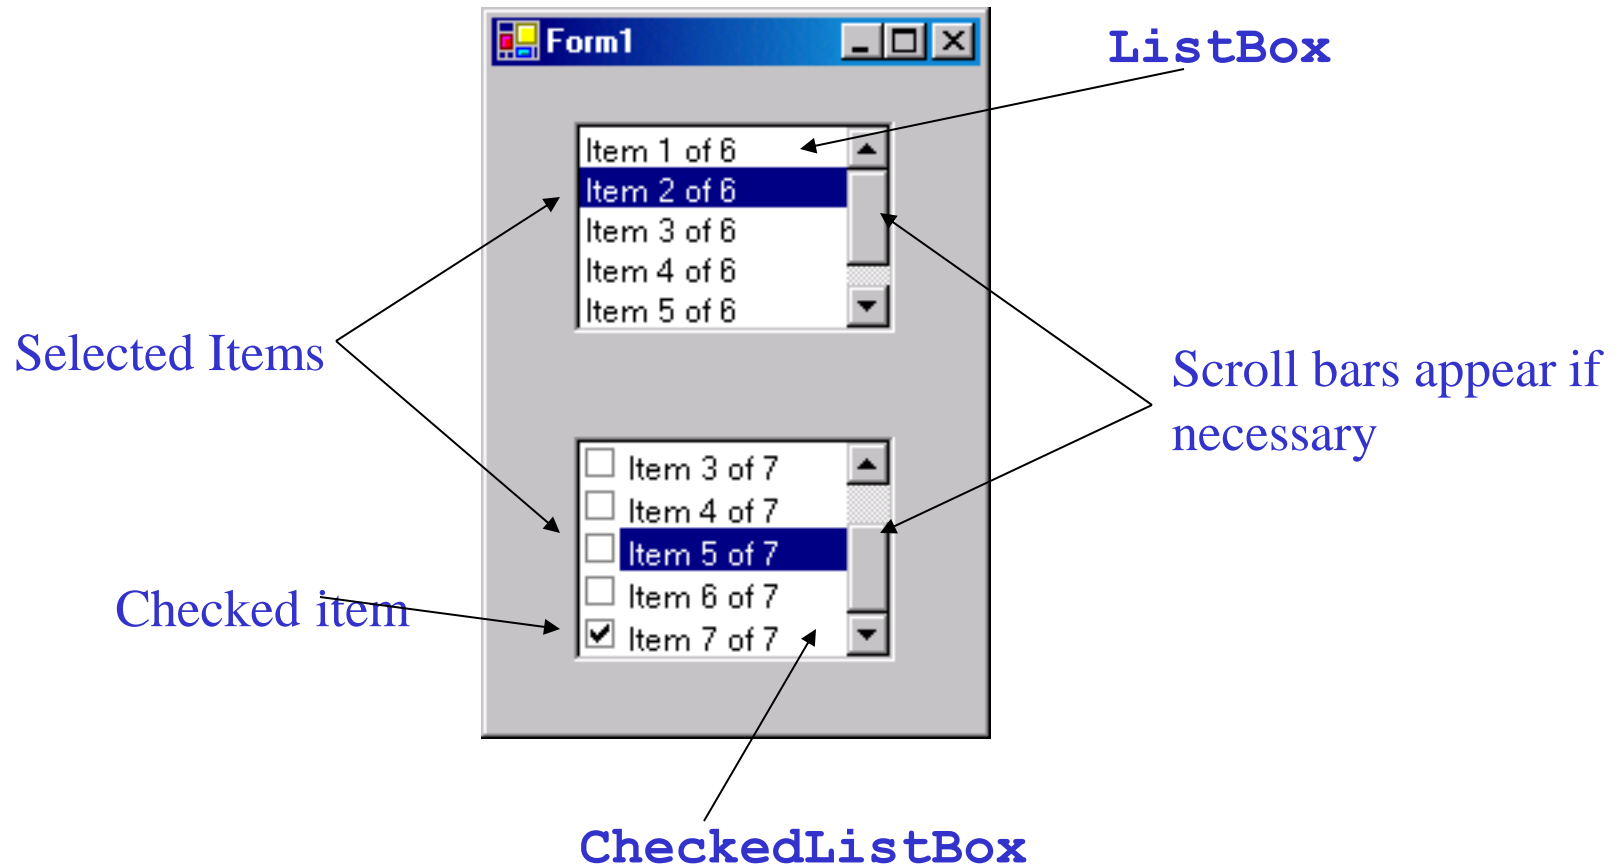 Form1
ListBox
Item 1 of 6
Item 2 of 6
Item 3 of 6
Item 4 of 6
Item 5 of 6
Selected Items
Scroll bars appear if
necessary
Item 3 of 7
Item 4 of 7
Item 5 of 7
Item 6 of 7
Item 7 of 7
Checked item
CheckedListBox